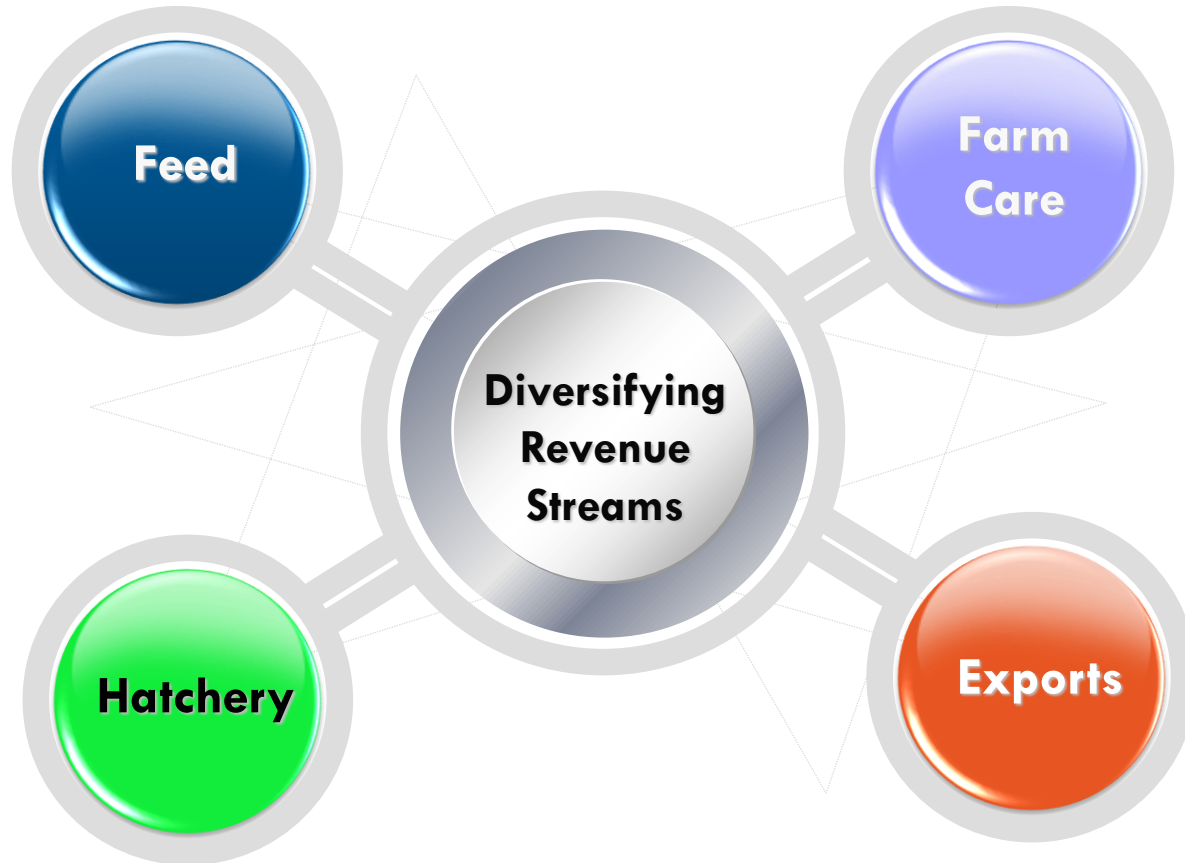 Feed
Farm
Care
Diversifying
Revenue
Streams
Hatchery
Exports